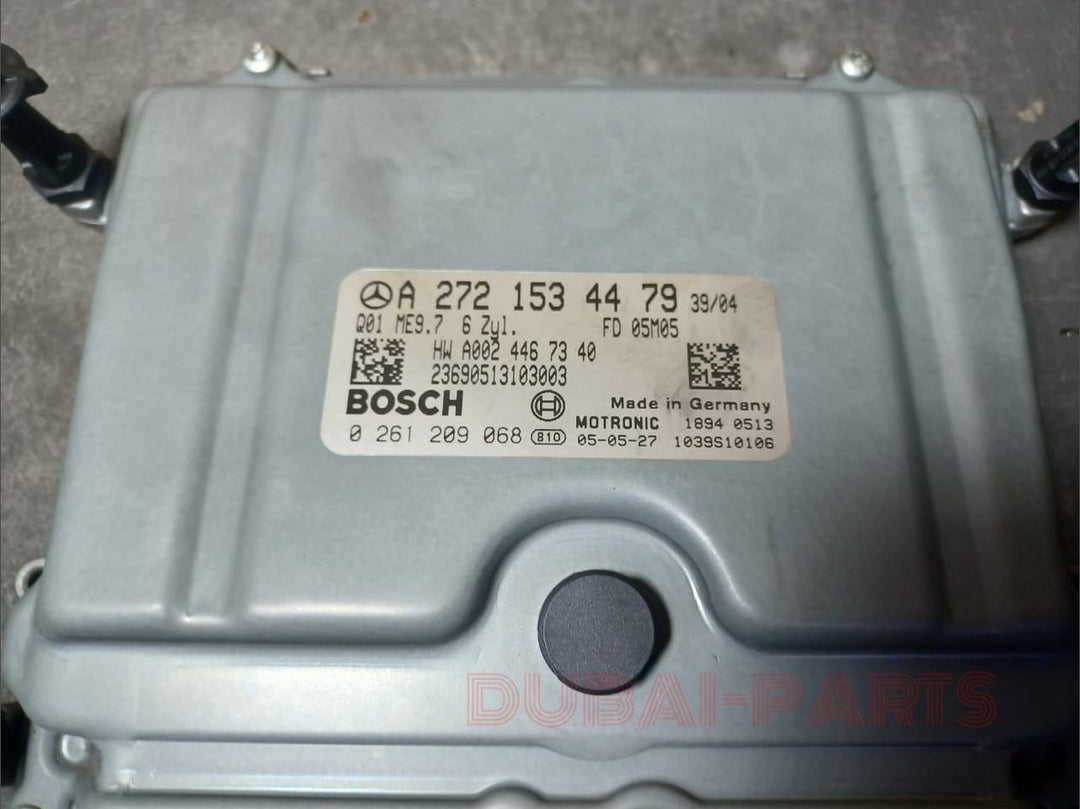 A 272 153 44 79 39/04
Q01 ME9.7 6 Zyl. FD 05M05
HW A002 446 73 40
23690513103003
BOSCH
Made in Germany
MOTRONIC 1894 0513
0 261 209 068 810 05-05-27 1039S10106
DUBAI-PARTS